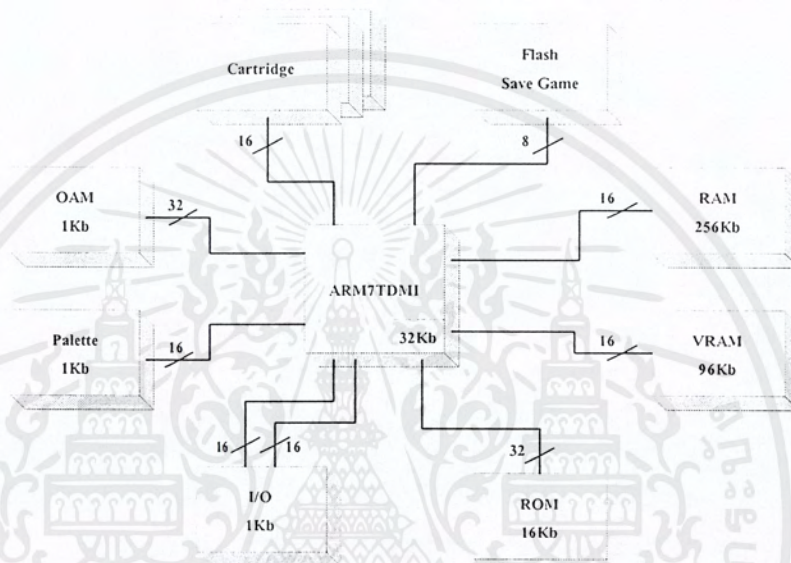 Cartridge
Flash
Save Game
16
8
OAM
1Kb
32
16
RAM
256Kb
ARM7TDMI
32Kb
Palette
1Kb
16
16
VRAM
96Kb
16
16
32
I/O
1Kb
ROM
16Kb